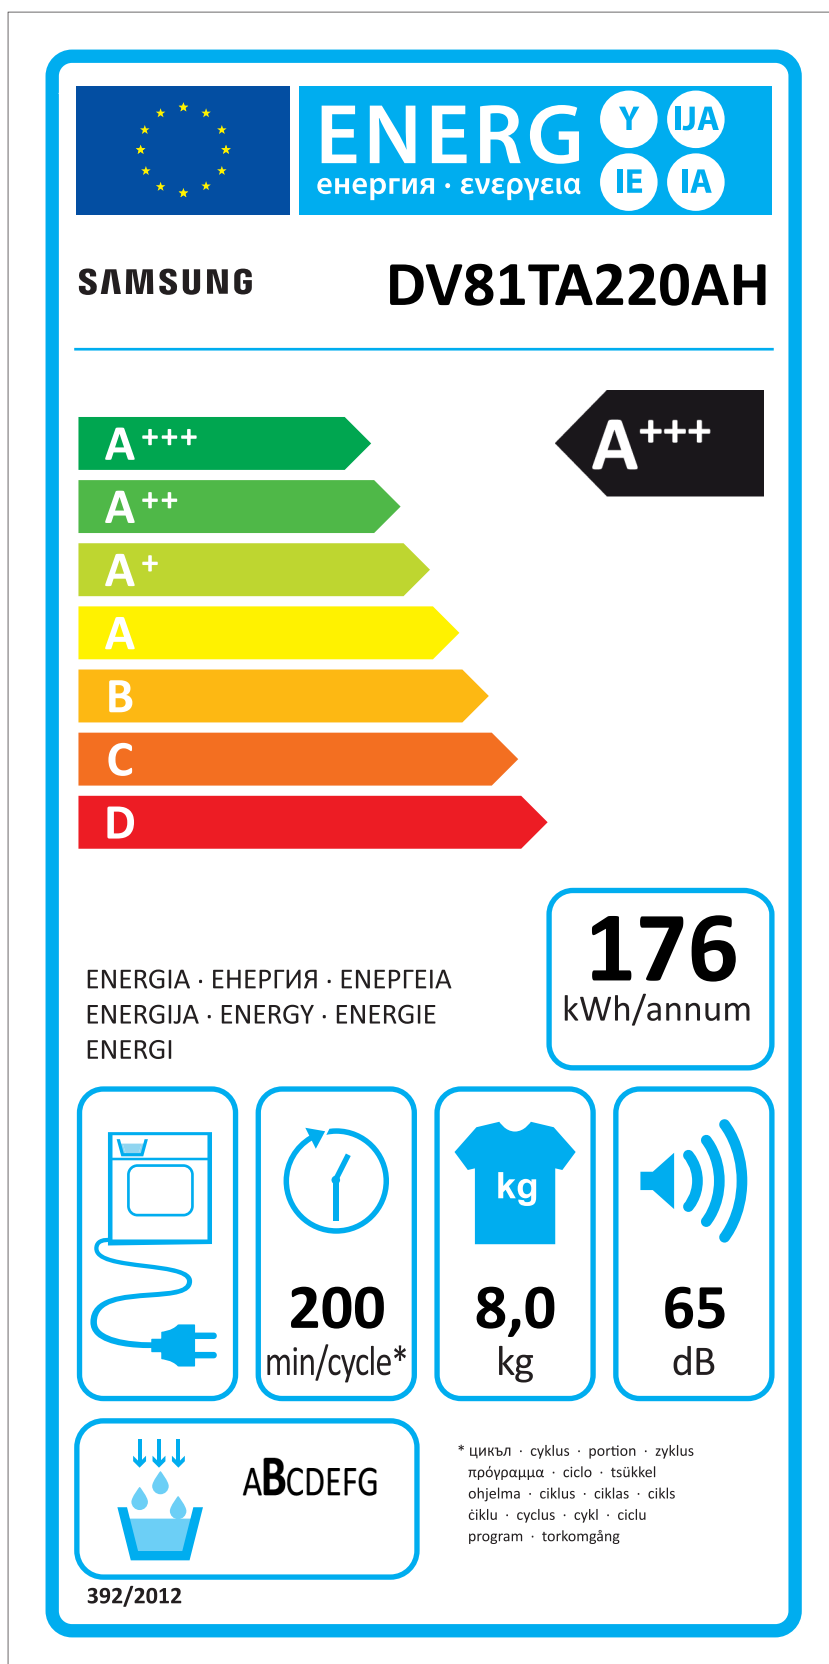 ENERG Y IJA
енергия · ενεργεια IE IA
SAMSUNG DV81TA220AH
A+++ A+++
A++
A+
A
B
C
D
176
kWh/annum
ENERGIA · ЕНЕРГИЯ · ΕΝΕΡΓΕΙΑ
ENERGIJA · ENERGY · ENERGIE
ENERGI
kg
200 8,0 65
min/cycle* kg dB
ABCDEFG
* цикъл · cyklus · portion · zyklus
πρόγραμμα · ciclo · tsükkel
ohjelma · ciklus · ciklas · cikls
ċiklu · cyclus · cykl · ciclu
program · torkomgång
392/2012